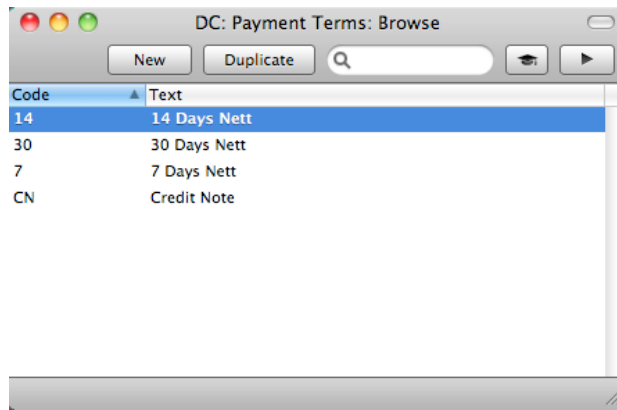 DC: Payment Terms: Browse
New Duplicate
Code Text
14 14 Days Nett
30 30 Days Nett
7 7 Days Nett
CN Credit Note